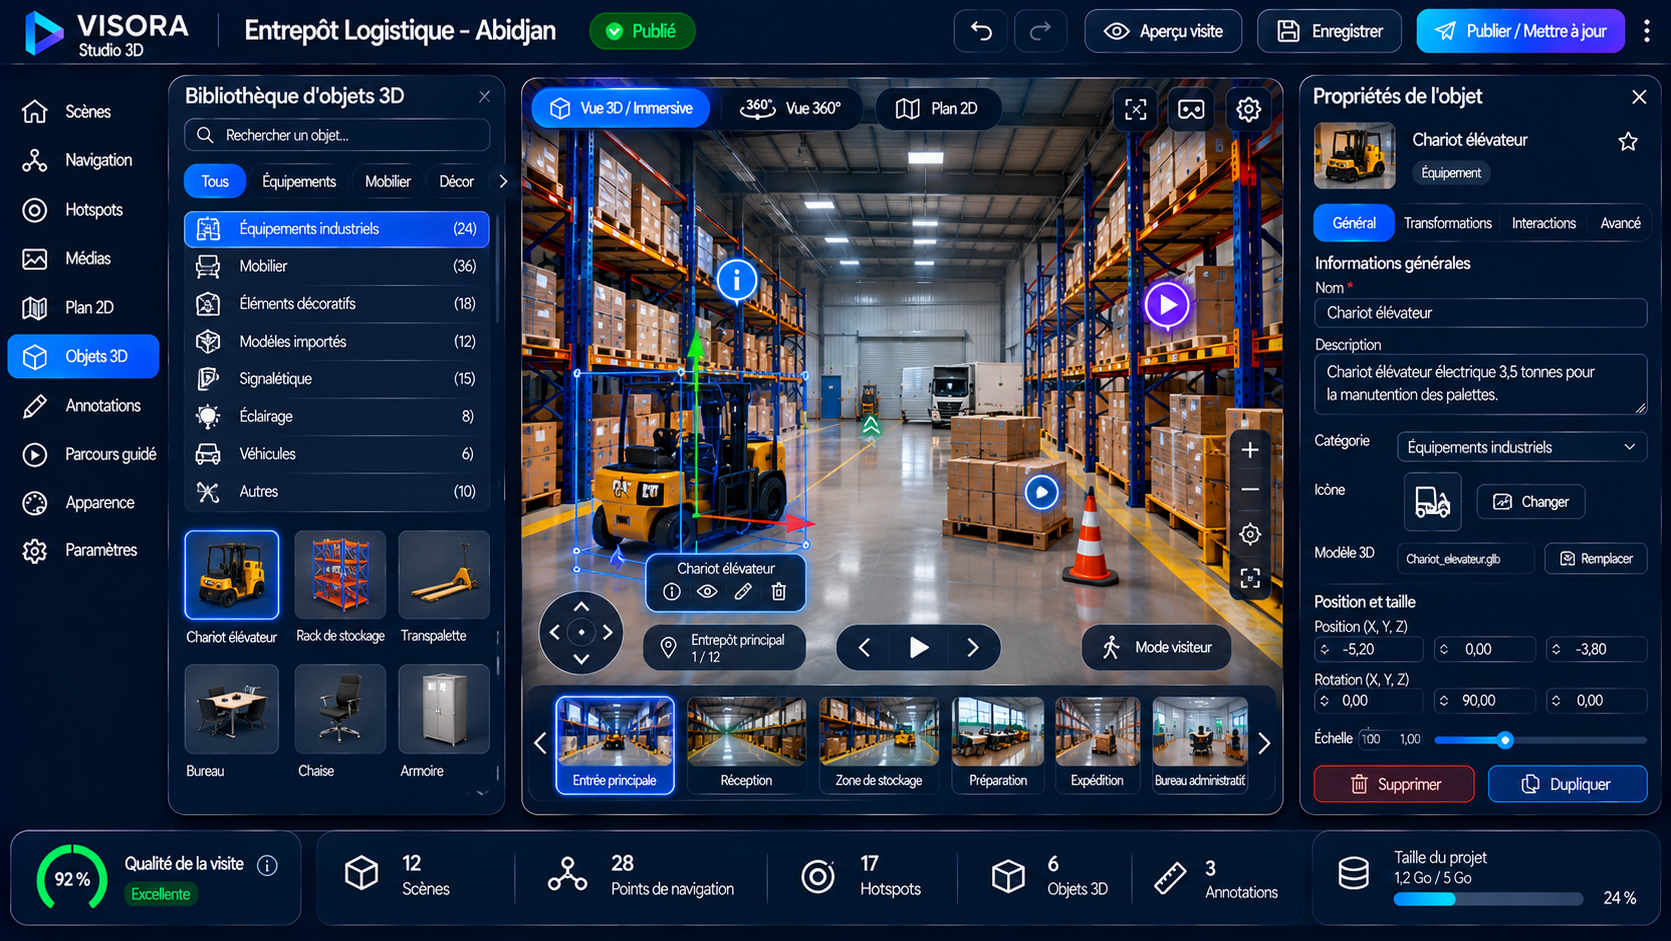 VISORA
Studio 3D
Entrepôt Logistique - Abidjan
Publié
Aperçu visite
Enregistrer
Publier / Mettre à jour
Scènes
Navigation
Hotspots
Médias
Plan 2D
Objets 3D
Annotations
Parcours guidé
Apparence
Paramètres
Bibliothèque d'objets 3D
Rechercher un objet...
Tous
Équipements
Mobilier
Décor
Équipements industriels (24)
Mobilier (36)
Éléments décoratifs (18)
Modèles importés (12)
Signalétique (15)
Éclairage 8)
Véhicules 6)
Autres (10)
Chariot élévateur
Rack de stockage
Transpalette
Bureau
Chaise
Armoire
Vue 3D / Immersive
360°
Vue 360°
Plan 2D
Chariot élévateur
Entrepôt principal
1 / 12
Mode visiteur
Entrée principale
Réception
Zone de stockage
Préparation
Expédition
Bureau administratif
Propriétés de l'objet
Chariot élévateur
Équipement
Général
Transformations
Interactions
Avancé
Informations générales
Nom *
Chariot élévateur
Description
Chariot élévateur électrique 3,5 tonnes pour
la manutention des palettes.
Catégorie
Équipements industriels
Icône
Changer
Modèle 3D
Chariot_elevateur.glb
Remplacer
Position et taille
Position (X, Y, Z)
-5,20
0,00
-3,80
Rotation (X, Y, Z)
0,00
90,00
0,00
Échelle
100
1,00
Supprimer
Dupliquer
92 %
Qualité de la visite
Excellente
12
Scènes
28
Points de navigation
17
Hotspots
6
Objets 3D
3
Annotations
Taille du projet
1,2 Go / 5 Go
24 %